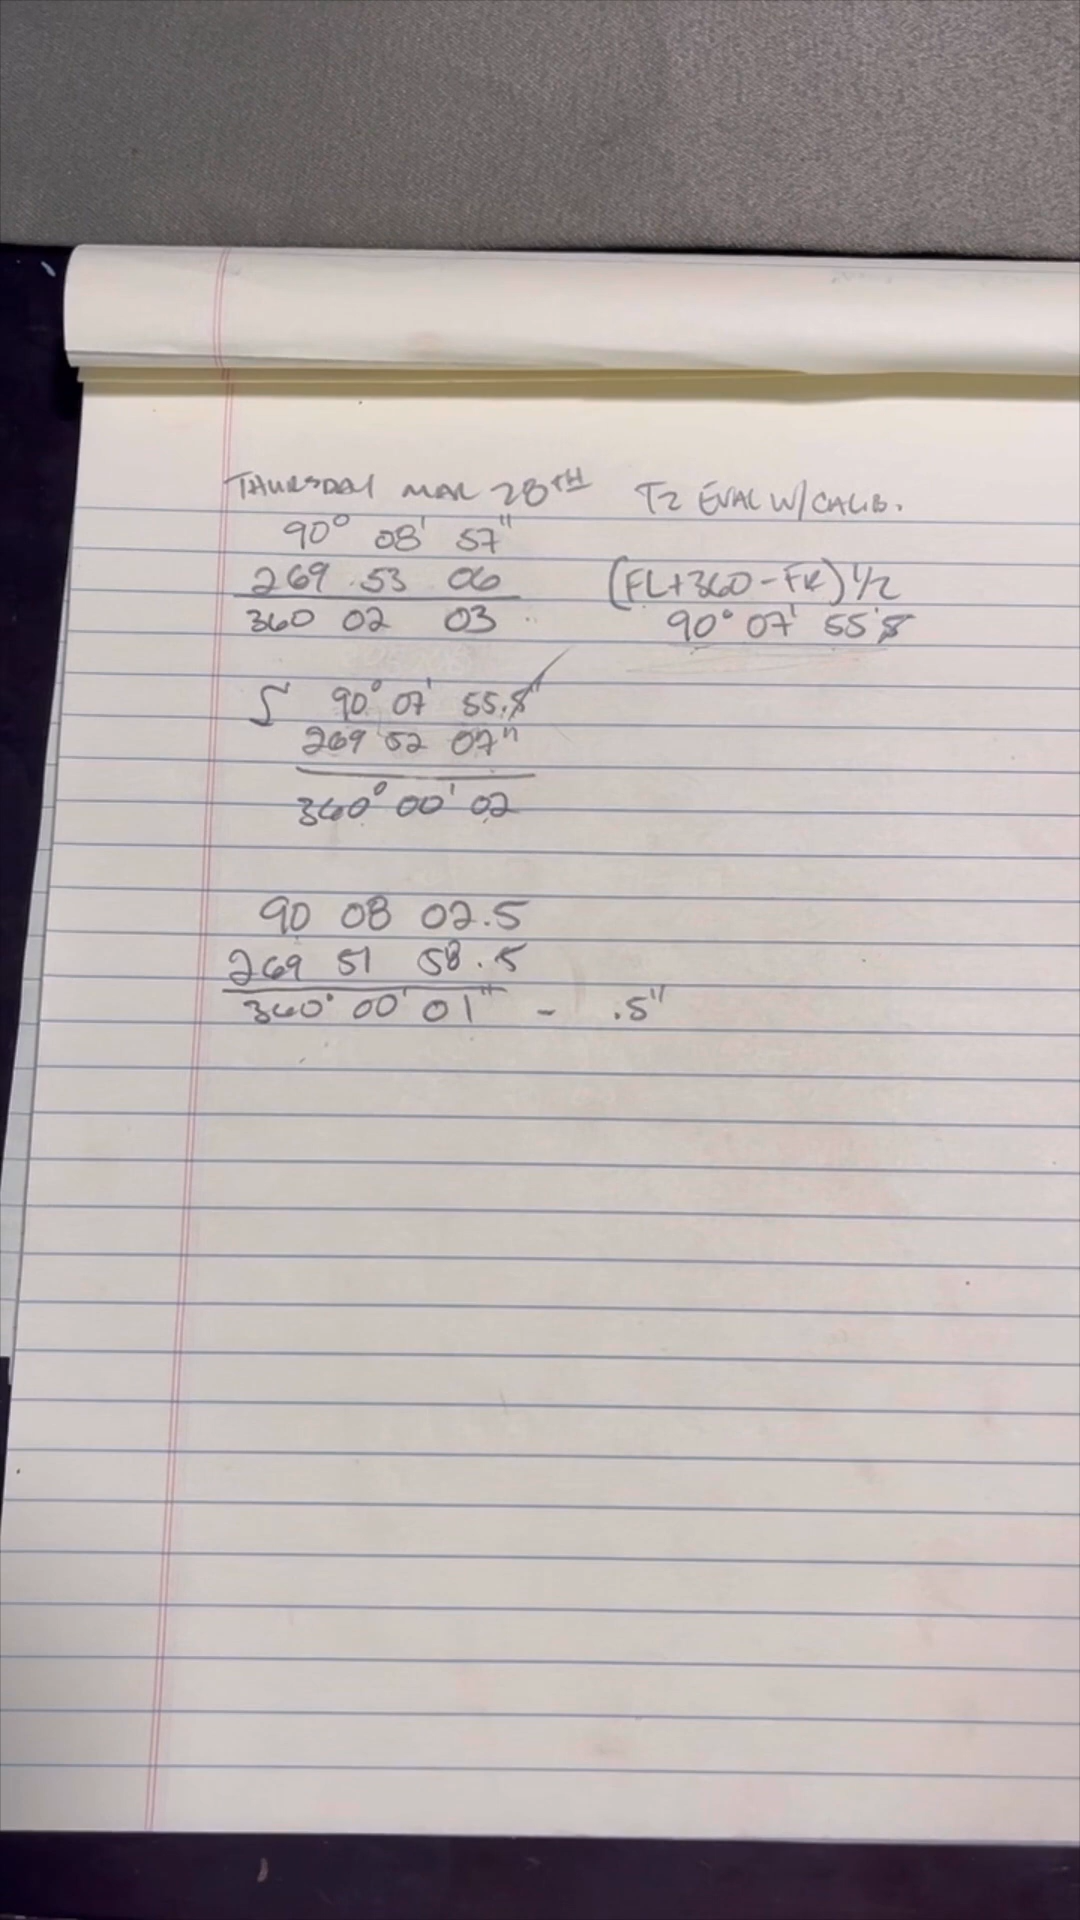 THURSDAY MAR 28TH T2 EVAL W/ CALIB.
90° 08' 57"
269 53 06 (FL+360-FR) 1/2
360 02 03 90° 07' 55.5
90° 07' 55.5"
269 52 07"
360° 00' 02
90 08 02.5
269 51 58.5
360° 00' 01" - .5"